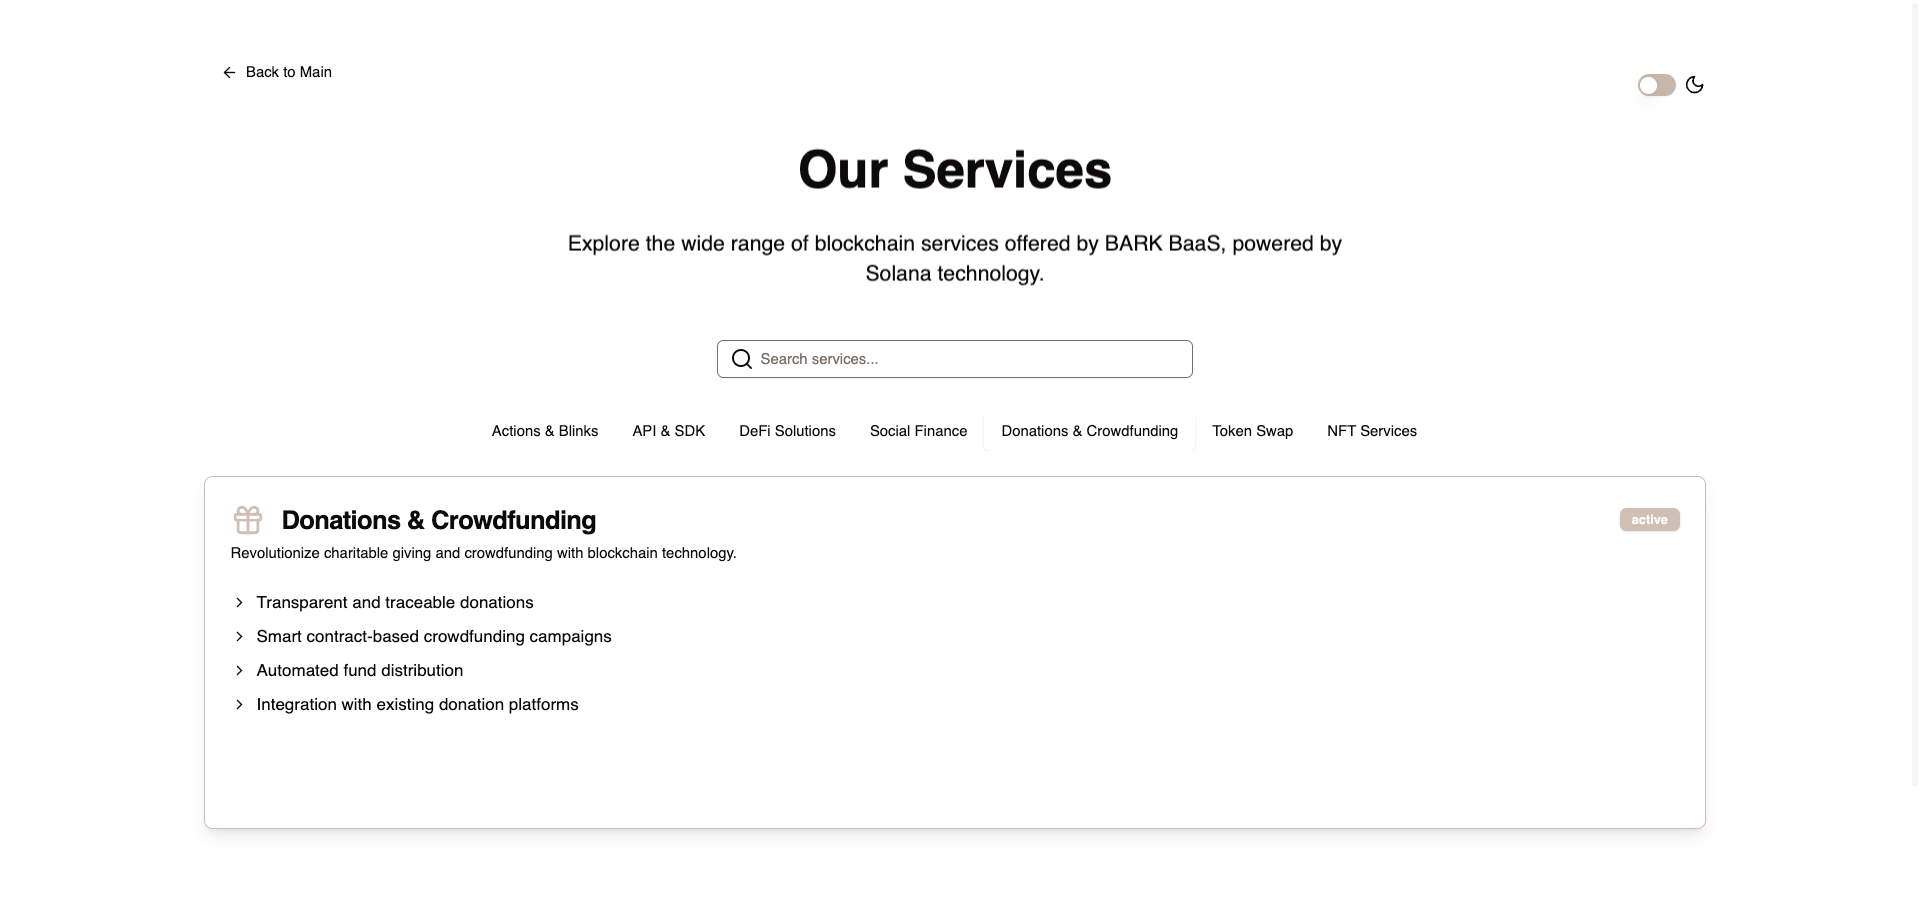 Back to Main
Our Services
Explore the wide range of blockchain services offered by BARK BaaS, powered by
Solana technology.
Search services...
Actions & Blinks API & SDK DeFi Solutions Social Finance Donations & Crowdfunding Token Swap NFT Services
Donations & Crowdfunding active
Revolutionize charitable giving and crowdfunding with blockchain technology.
Transparent and traceable donations
Smart contract-based crowdfunding campaigns
Automated fund distribution
Integration with existing donation platforms